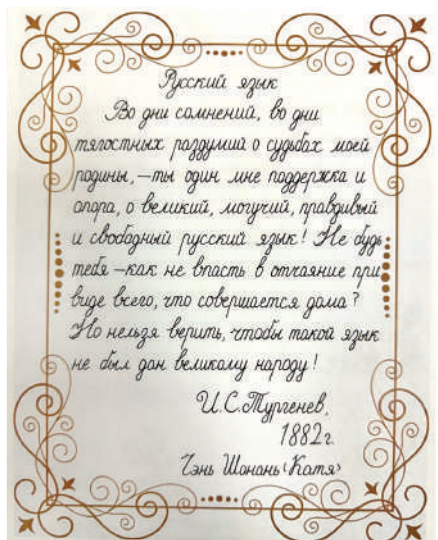 Русский язык
Во дни сомнений, во дни
тягостных раздумий о судьбах моей
родины, – ты один мне поддержка и
опора, о великий, могучий, правдивый
и свободный русский язык! Не будь
тебя – как не впасть в отчаяние при
виде всего, что совершается дома?
Но нельзя верить, чтобы такой язык
не был дан великому народу!
И.С.Тургенев,
1882г.
Чэнь Шонань (Катя)